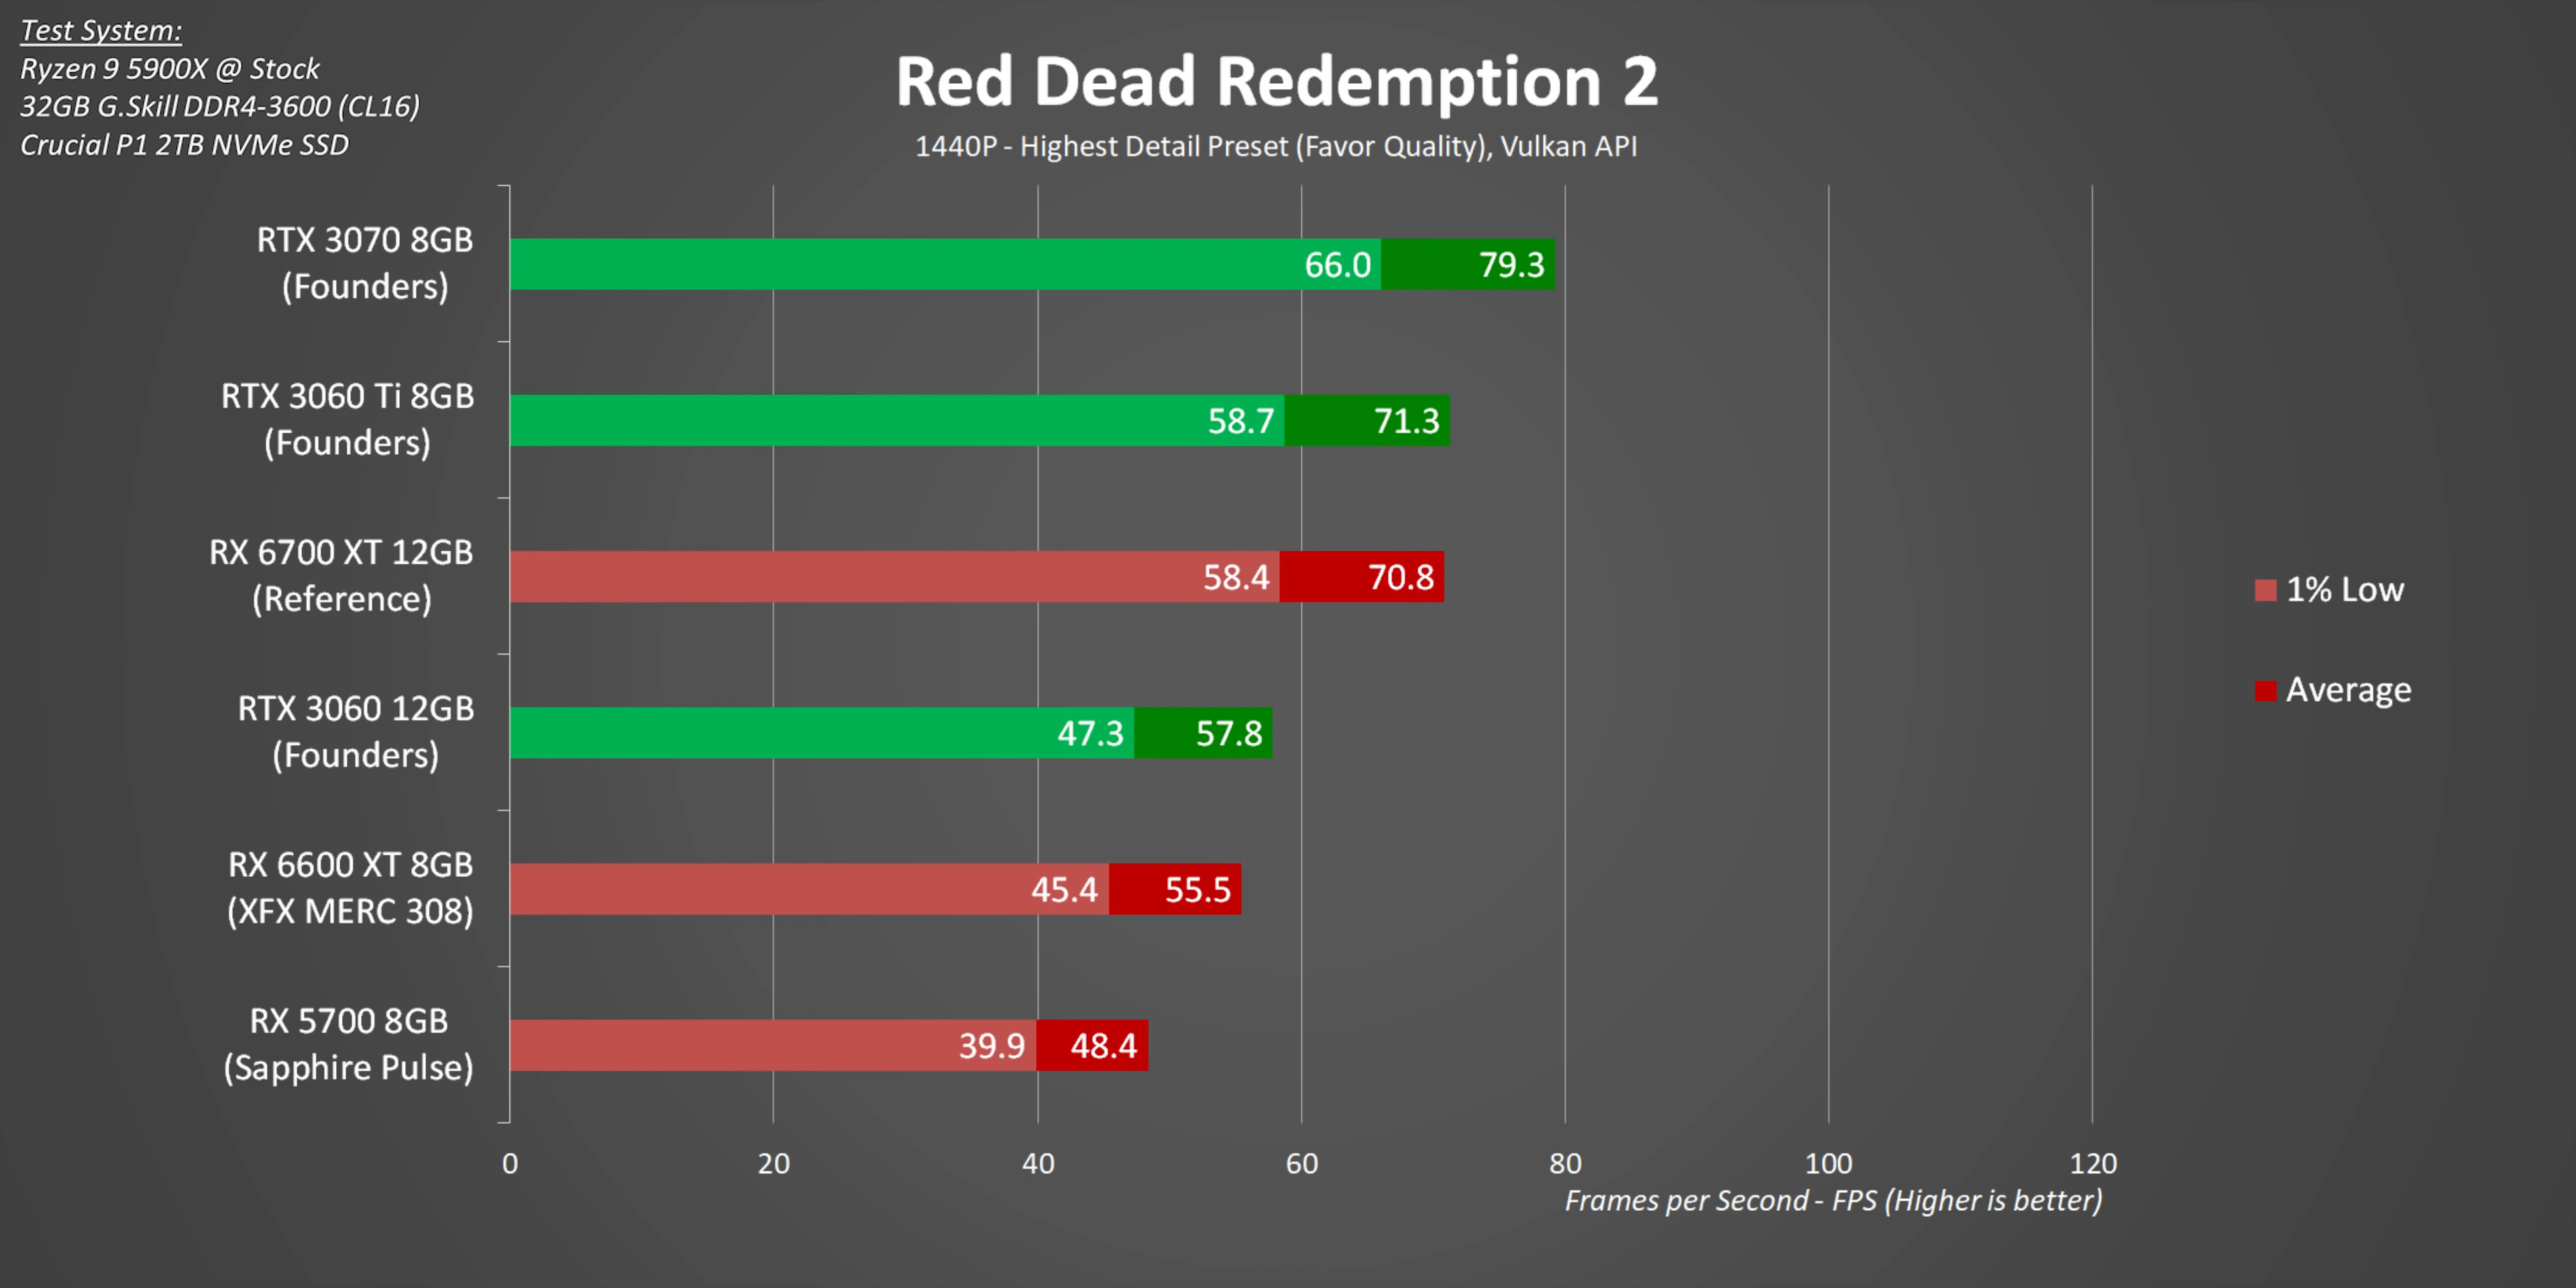 Test System:
Ryzen 9 5900X @ Stock
32GB G.Skill DDR4-3600 (CL16)
Crucial P1 2TB NVMe SSD
Red Dead Redemption 2
1440P - Highest Detail Preset (Favor Quality), Vulkan API
RTX 3070 8GB
(Founders)
66.0
79.3
RTX 3060 Ti 8GB
(Founders)
58.7
71.3
RX 6700 XT 12GB
(Reference)
58.4
70.8
RTX 3060 12GB
(Founders)
47.3
57.8
RX 6600 XT 8GB
(XFX MERC 308)
45.4
55.5
RX 5700 8GB
(Sapphire Pulse)
39.9
48.4
1% Low
Average
0
20
40
60
80
100
120
Frames per Second - FPS (Higher is better)